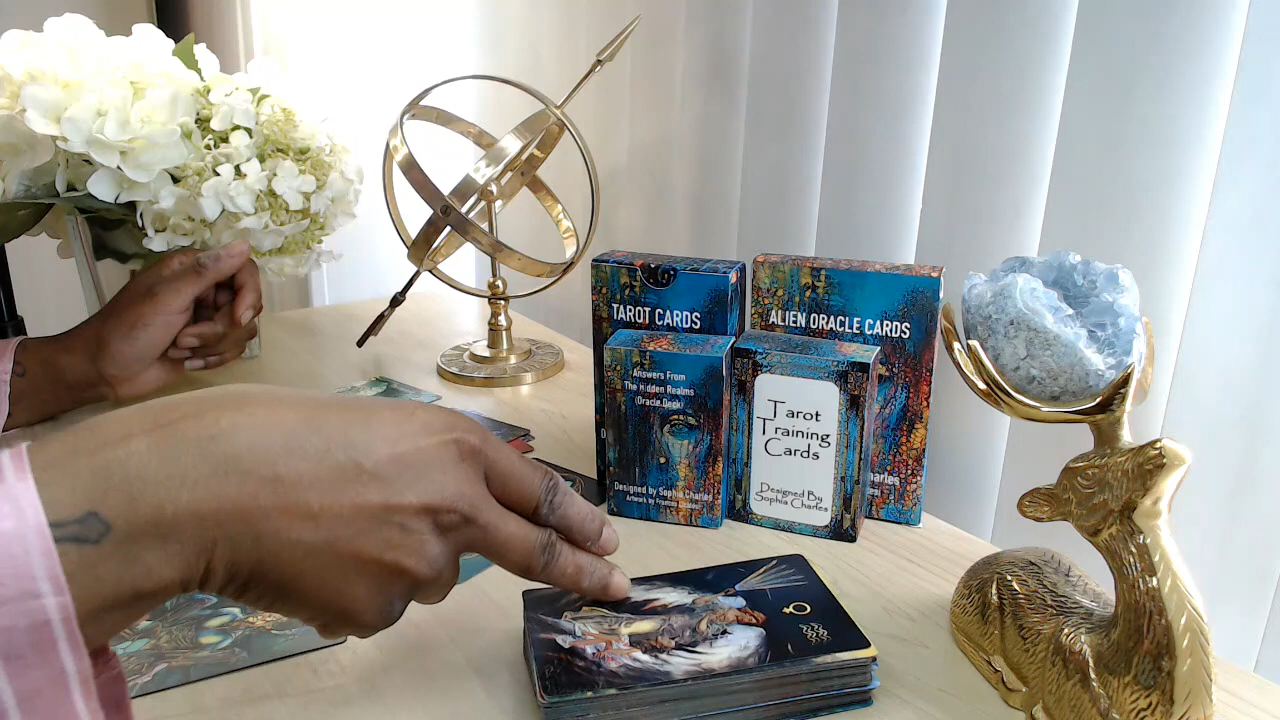 TAROT CARDS
ALIEN ORACLE CARDS
Answers From
The Hidden Realms
(Oracle Deck)
Designed by Sophia Charles
Tarot
Training
Cards
Designed By
Sophia Charles